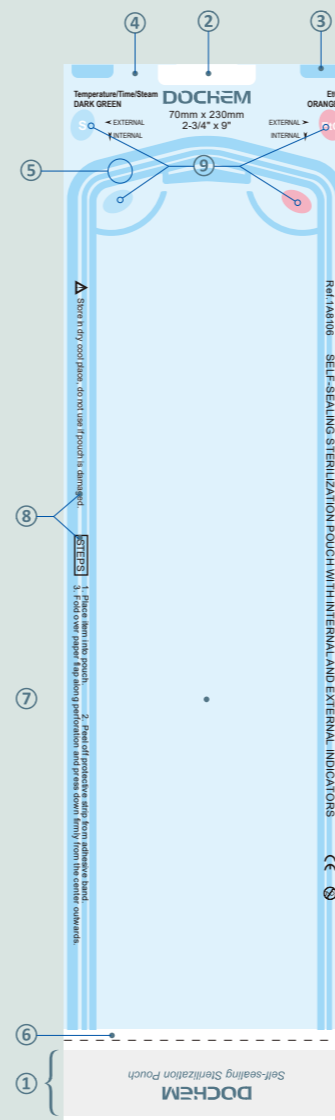 ④
②
③
Temperature/Time/Steam
DARK GREEN
DOCHEM
70mm x 230mm
2-3/4" x 9"
ORANGE
S
EXTERNAL
INTERNAL
EXTERNAL
INTERNAL
⑤
⑨
Store in dry cool place, do not use if pouch is damaged.
STEPS
1. Place item into pouch.
2. Peel off protective strip from adhesive band.
3. Fold over paper flap along perforation and press down firmly from the center outwards.
Ref.1A8106
SELF-SEALING STERILIZATION POUCH WITH INTERNAL AND EXTERNAL INDICATORS
CE
⑧
⑦
⑥
①
Self-sealing Sterilization Pouch
DOCHEM